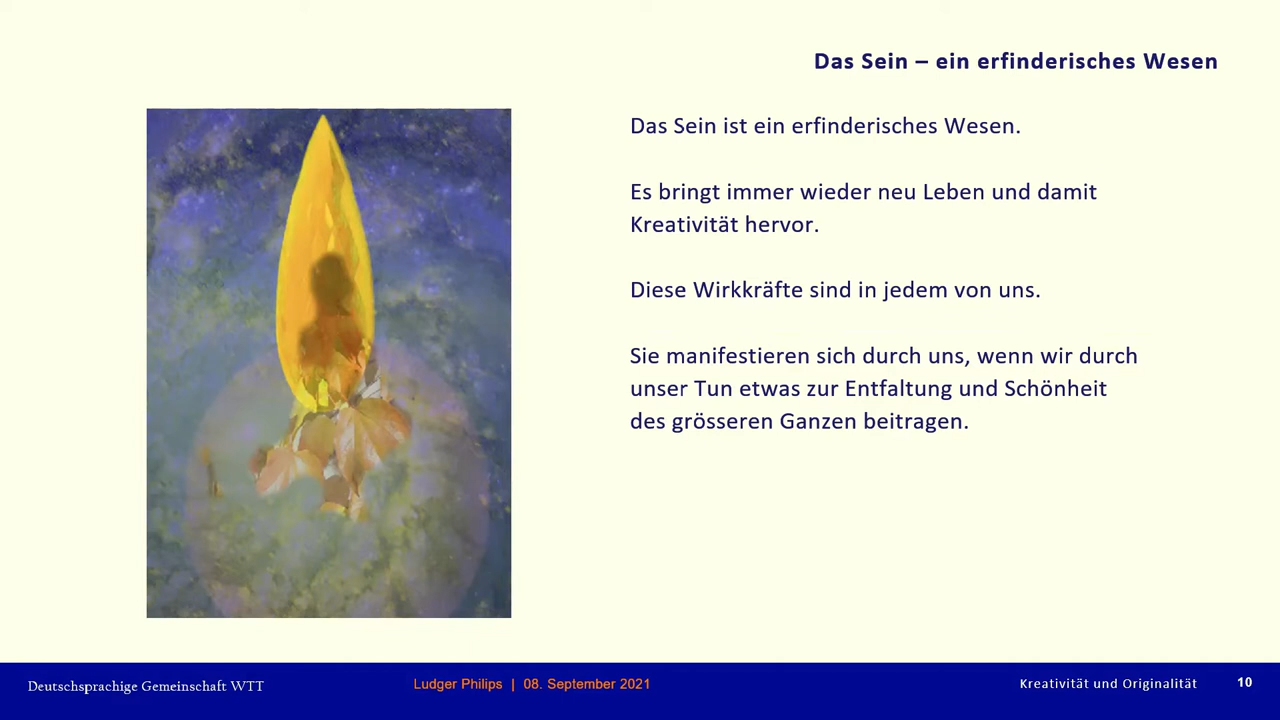 Das Sein – ein erfinderisches Wesen
Das Sein ist ein erfinderisches Wesen.
Es bringt immer wieder neu Leben und damit
Kreativität hervor.
Diese Wirkkräfte sind in jedem von uns.
Sie manifestieren sich durch uns, wenn wir durch
unser Tun etwas zur Entfaltung und Schönheit
des grösseren Ganzen beitragen.
Deutschsprachige Gemeinschaft WTT
Ludger Philips | 08. September 2021
Kreativität und Originalität
10